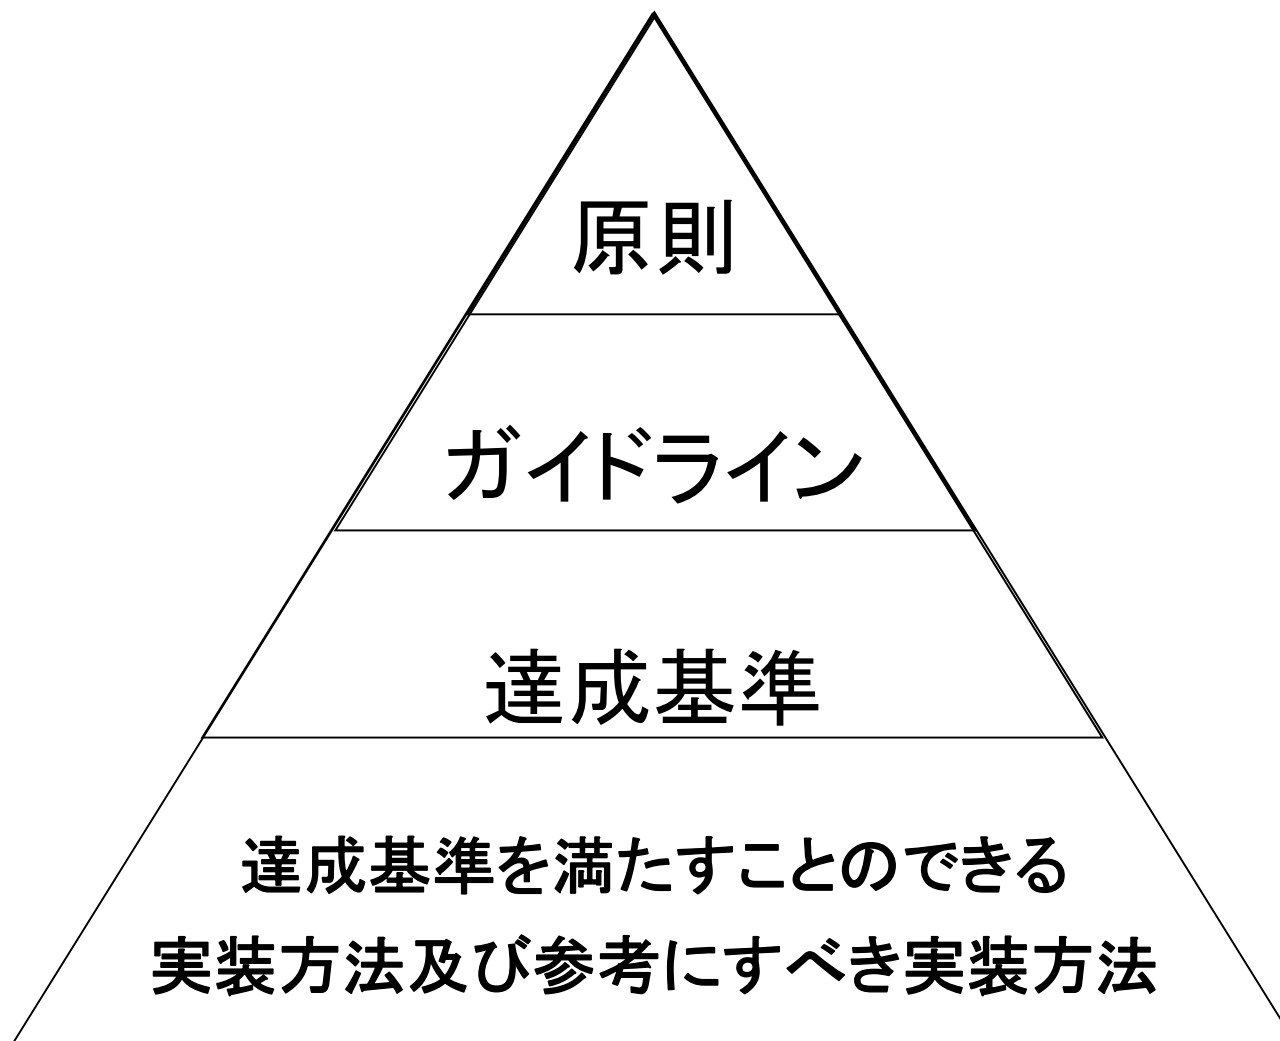 原則
ガイドライン
達成基準
達成基準を満たすことのできる
実装方法及び参考にすべき実装方法